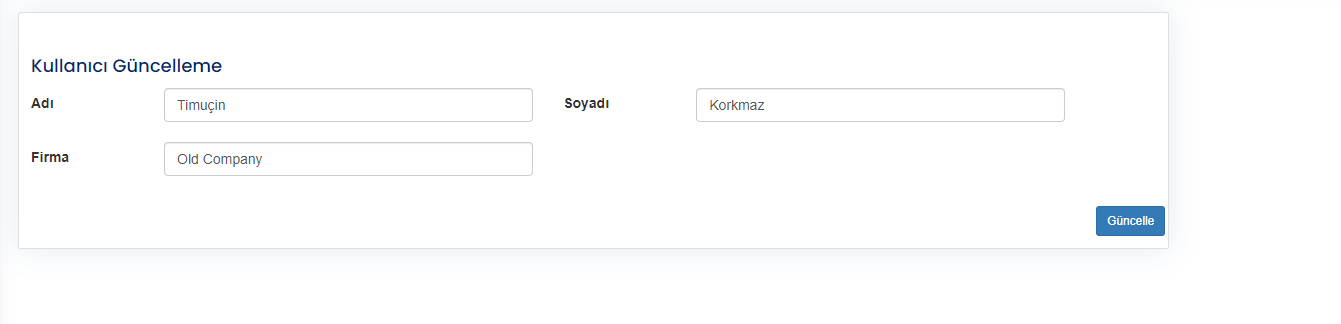 Kullanıcı Güncelleme
Adı Timuçin Soyadı Korkmaz
Firma Old Company
Güncelle